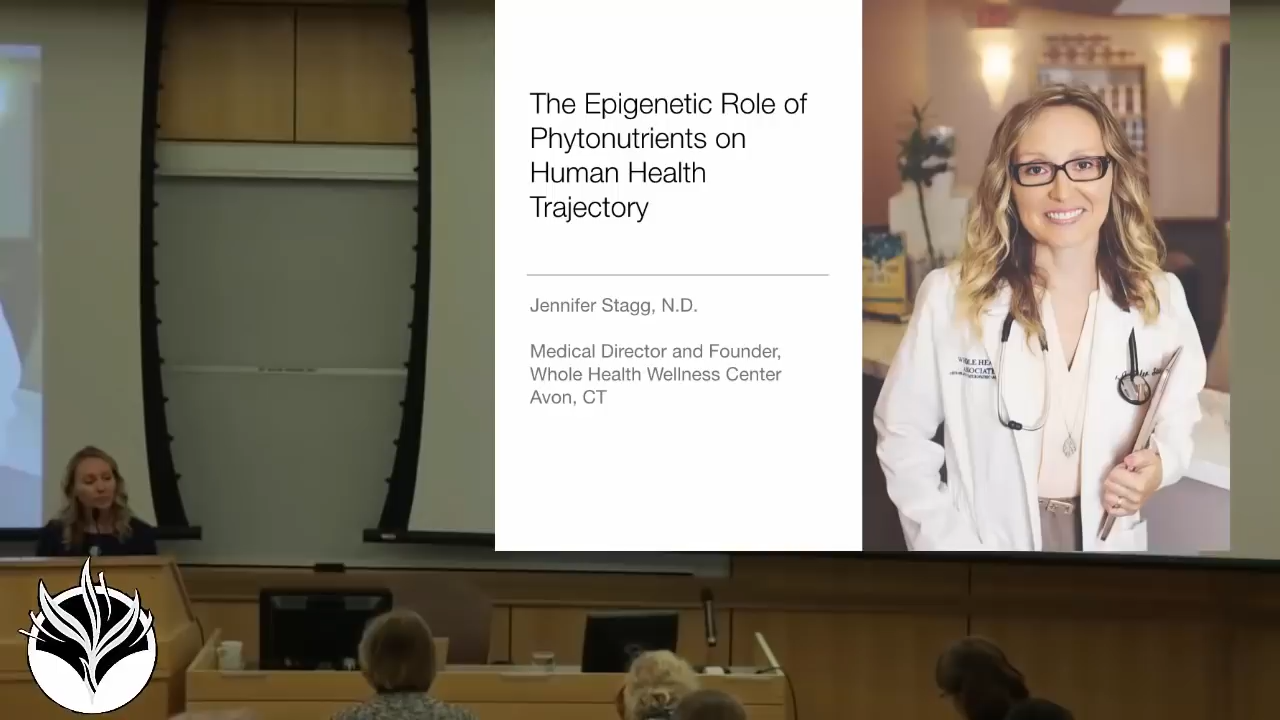 The Epigenetic Role of
Phytonutrients on
Human Health
Trajectory
Jennifer Stagg, N.D.
Medical Director and Founder,
Whole Health Wellness Center
Avon, CT